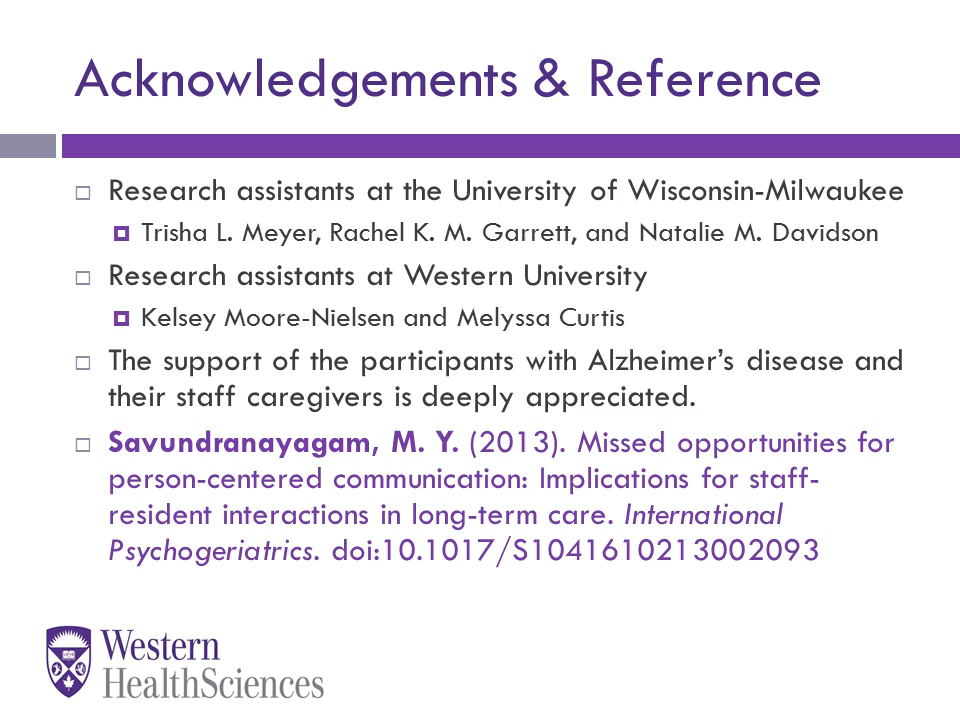 Acknowledgements & Reference
Research assistants at the University of Wisconsin-Milwaukee
Trisha L. Meyer, Rachel K. M. Garrett, and Natalie M. Davidson
Research assistants at Western University
Kelsey Moore-Nielsen and Melyssa Curtis
The support of the participants with Alzheimer’s disease and
their staff caregivers is deeply appreciated.
Savundranayagam, M. Y. (2013). Missed opportunities for
person-centered communication: Implications for staff-
resident interactions in long-term care. International
Psychogeriatrics. doi:10.1017/S1041610213002093
Western
HealthSciences